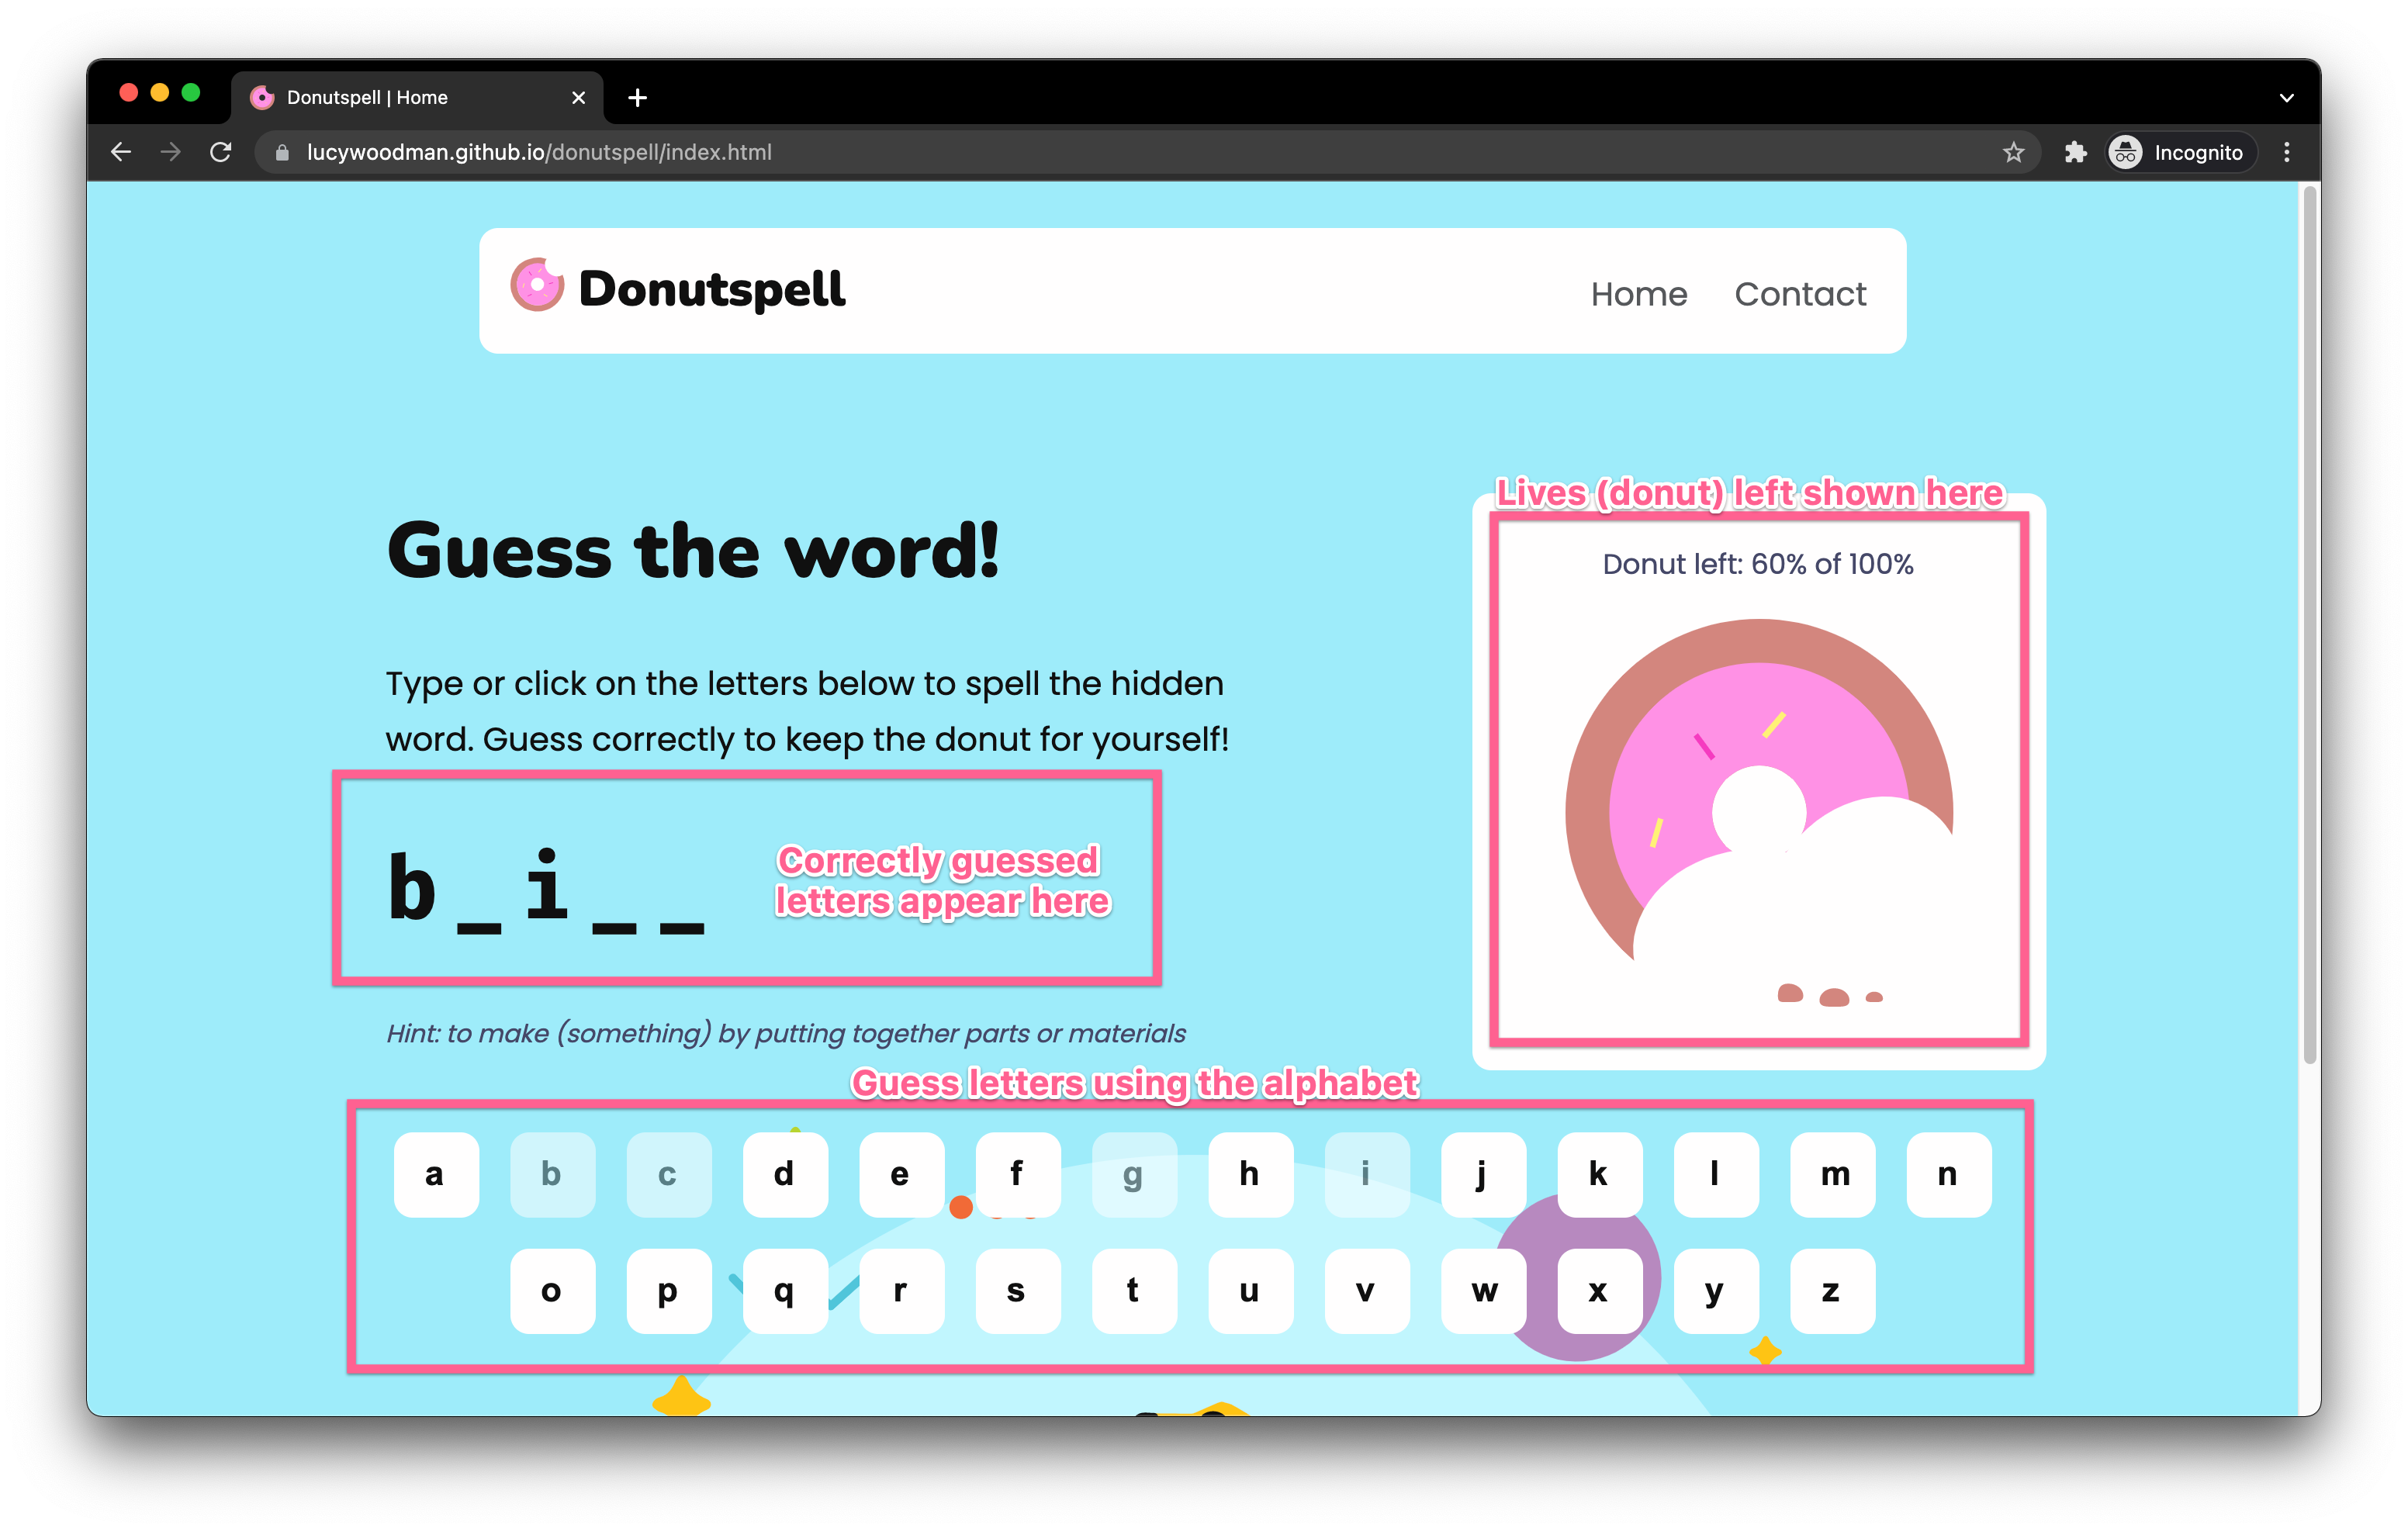 Donutspell | Home
lucywoodman.github.io/donutspell/index.html
Incognito
Donutspell
Home Contact
Lives (donut) left shown here
Guess the word!
Donut left: 60% of 100%
Type or click on the letters below to spell the hidden
word. Guess correctly to keep the donut for yourself!
b _ i _ _
Correctly guessed
letters appear here
Hint: to make (something) by putting together parts or materials
Guess letters using the alphabet
a b c d e f g h i j k l m n
o p q r s t u v w x y z